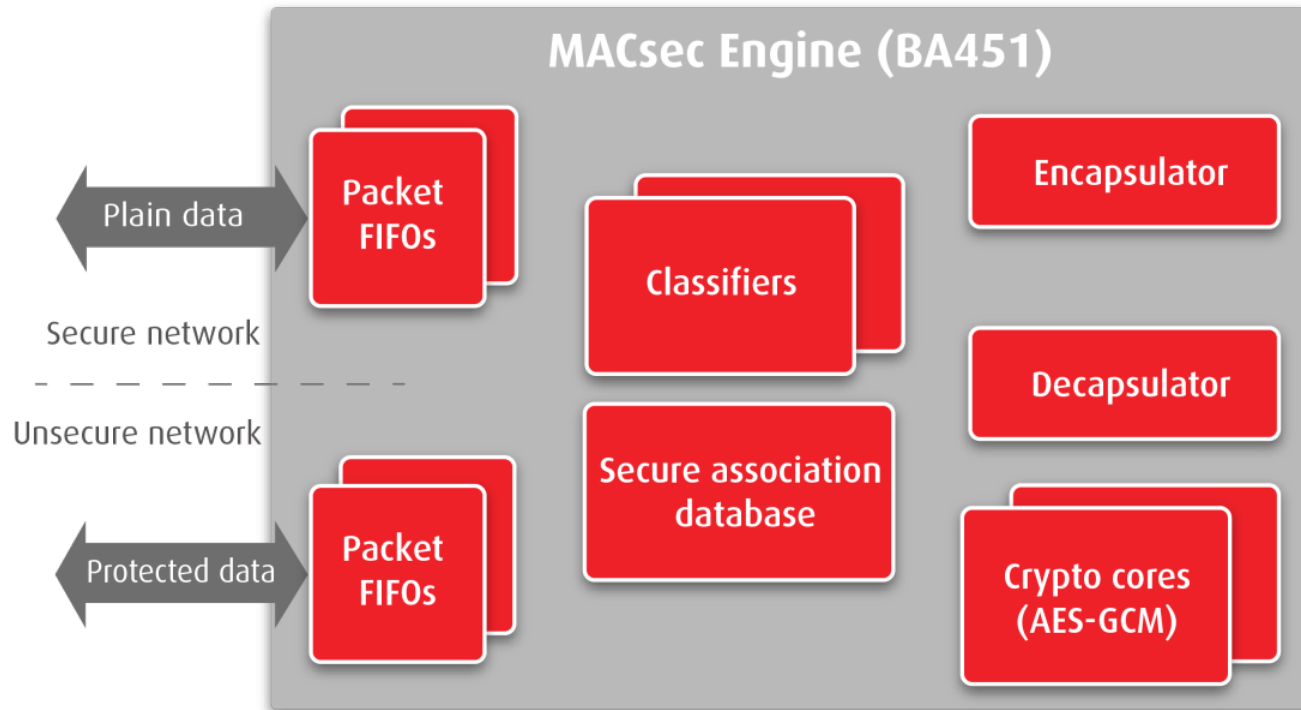 MACsec Engine (BA451)
Packet
FIFOs
Plain data
Secure network
Unsecure network
Packet
FIFOs
Protected data
Classifiers
Secure association
database
Encapsulator
Decapsulator
Crypto cores
(AES-GCM)